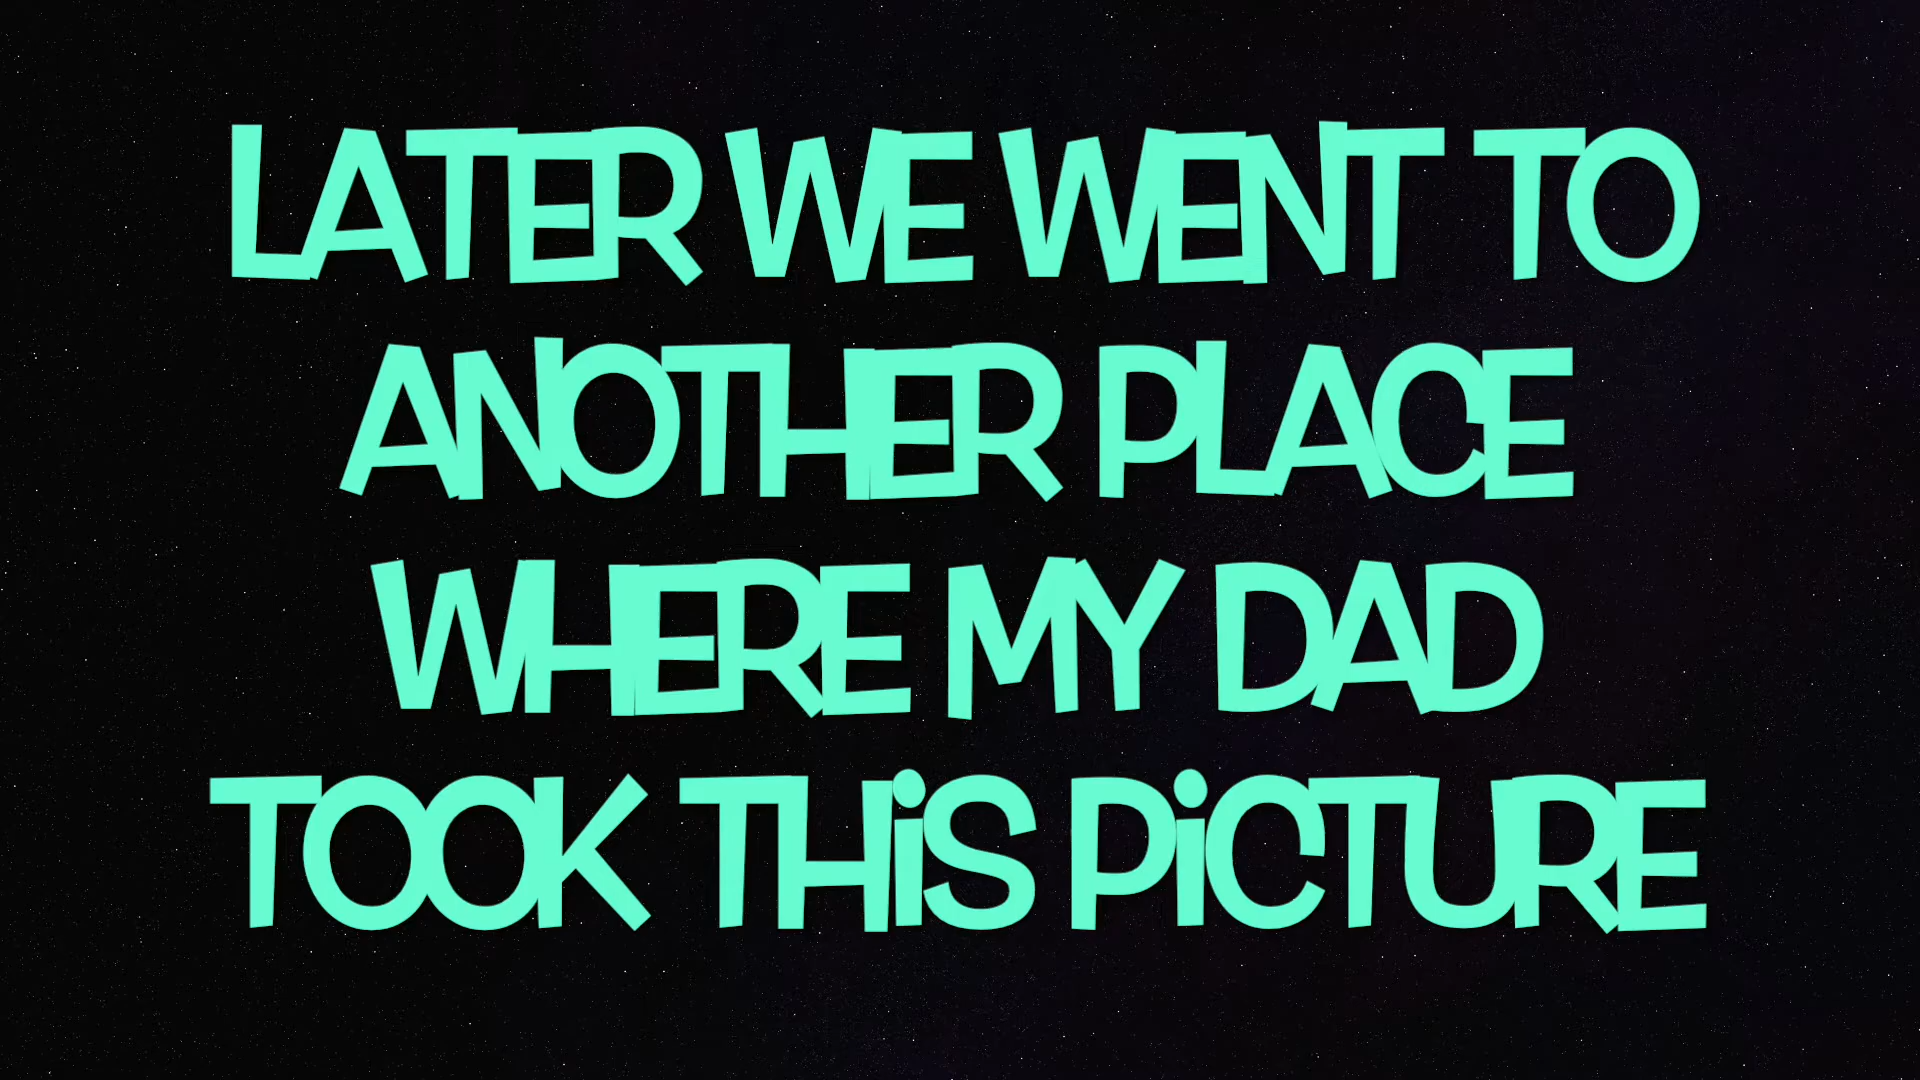 LATER WE WENT TO
ANOTHER PLACE
WHERE MY DAD
TOOK THiS PiCTURE